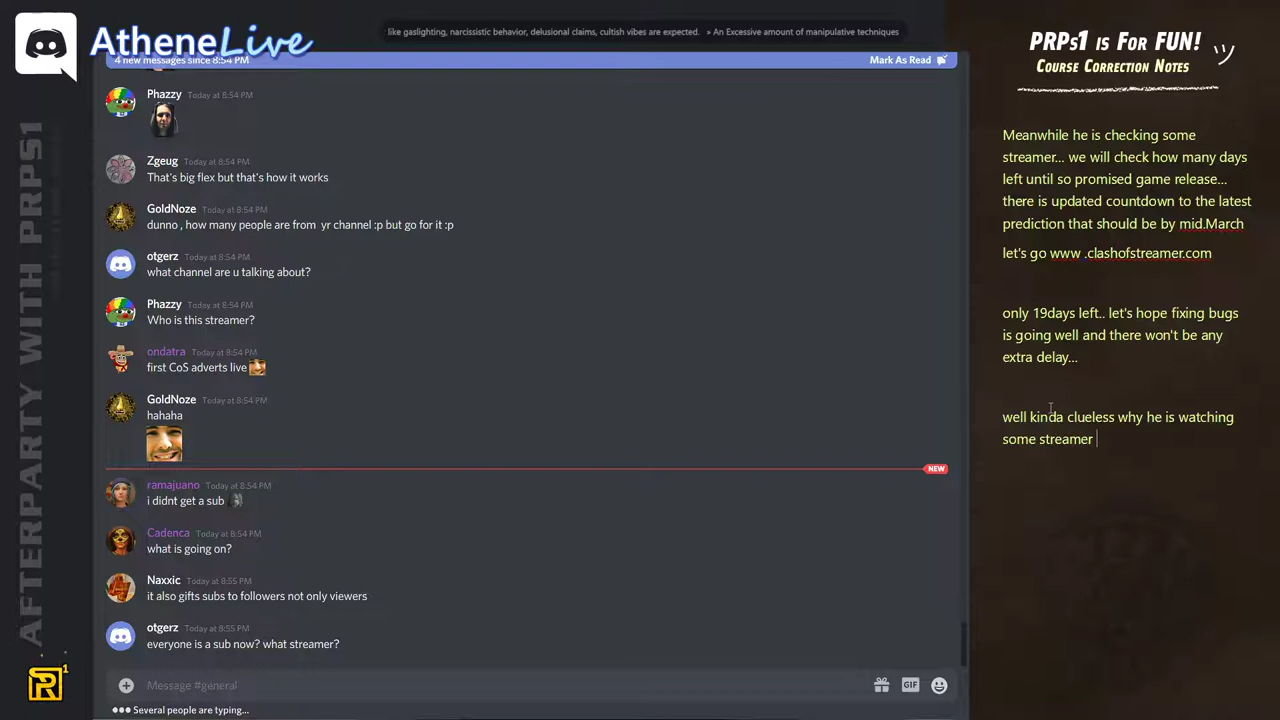 AtheneLive
like gaslighting, narcissistic behavior, delusional claims, cultish vibes are expected. » An Excessive amount of manipulative techniques
4 new messages since 8:54 PM
Mark As Read
Phazzy Today at 8:54 PM
Zgeug Today at 8:54 PM
That's big flex but that's how it works
GoldNoze Today at 8:54 PM
dunno , how many people are from yr channel :p but go for it :p
otgerz Today at 8:54 PM
what channel are u talking about?
Phazzy Today at 8:54 PM
Who is this streamer?
ondatra Today at 8:54 PM
first CoS adverts live
GoldNoze Today at 8:54 PM
hahaha
NEW
ramajuano Today at 8:54 PM
i didnt get a sub
Cadenca Today at 8:54 PM
what is going on?
Naxxic Today at 8:55 PM
it also gifts subs to followers not only viewers
otgerz Today at 8:55 PM
everyone is a sub now? what streamer?
Message #general
GIF
Several people are typing...
AFTERPARTY WITH PRPS1
R1
PRPs1 is For FUN! ツ
Course Correction Notes
Meanwhile he is checking some
streamer... we will check how many days
left until so promised game release...
there is updated countdown to the latest
prediction that should be by mid.March
let's go www .clashofstreamer.com
only 19days left.. let's hope fixing bugs
is going well and there won't be any
extra delay...
well kinda clueless why he is watching
some streamer